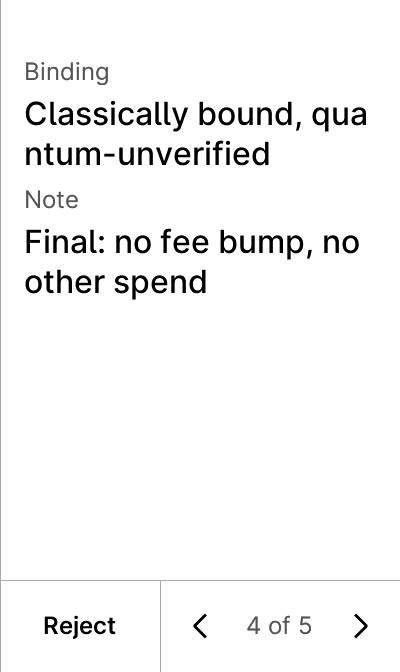 Binding
Classically bound, qua
ntum-unverified
Note
Final: no fee bump, no
other spend
Reject
4 of 5